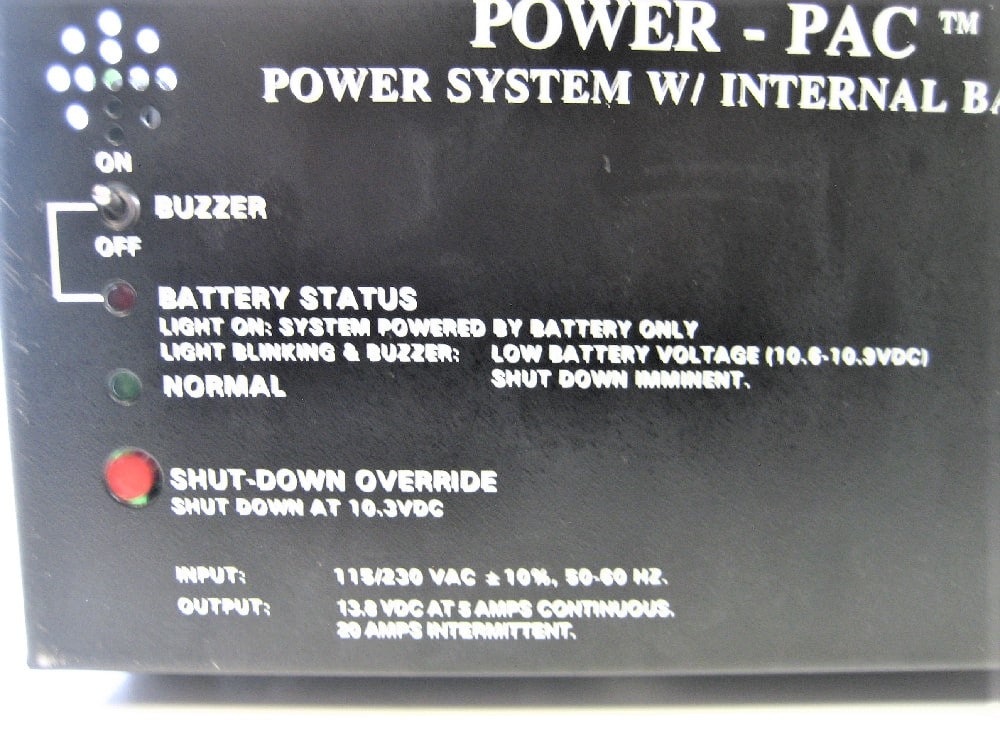 POWER - PAC ™
POWER SYSTEM W/ INTERNAL
ON
BUZZER
OFF
BATTERY STATUS
LIGHT ON: SYSTEM POWERED BY BATTERY ONLY
LIGHT BLINKING & BUZZER: LOW BATTERY VOLTAGE (10.6-10.9VDC)
SHUT DOWN IMMINENT.
NORMAL
SHUT-DOWN OVERRIDE
SHUT DOWN AT 10.3VDC
INPUT: 115/230 VAC ± 10%, 50-60 HZ.
OUTPUT: 13.8 VDC AT 5 AMPS CONTINUOUS.
20 AMPS INTERMITTENT.